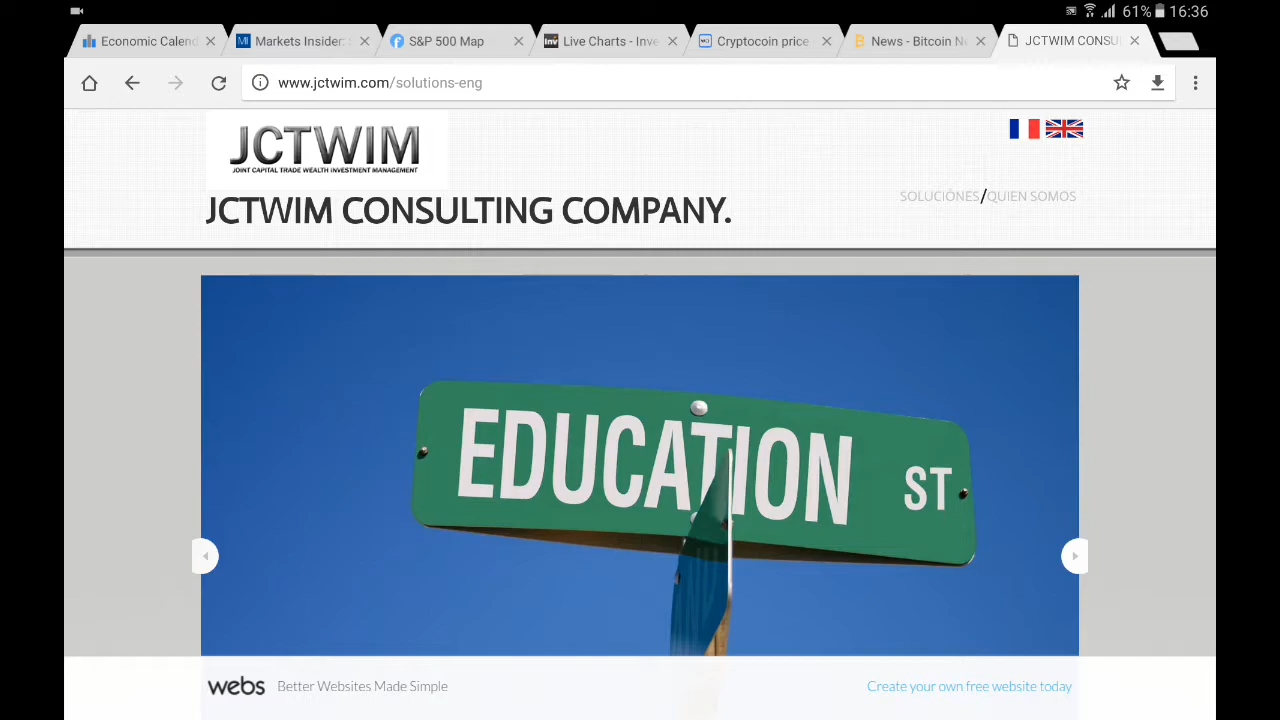 61% 16:36
Economic Calend
Markets Insider: S
S&P 500 Map
Live Charts - Inve
Cryptocoin price
News - Bitcoin N
JCTWIM CONSUL
www.jctwim.com/solutions-eng
JCTWIM
JOINT CAPITAL TRADE WEALTH INVESTMENT MANAGEMENT
JCTWIM CONSULTING COMPANY.
SOLUCIÔNES/QUIEN SOMOS
EDUCATION ST
webs Better Websites Made Simple
Create your own free website today